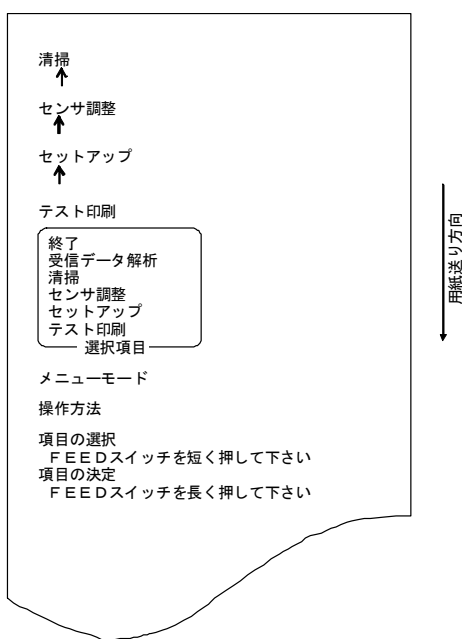 清掃
↑
センサ調整
↑
セットアップ
↑
テスト印刷
終了
受信データ解析
清掃
センサ調整
セットアップ
テスト印刷
選択項目
メニューモード
操作方法
項目の選択
ＦＥＥＤスイッチを短く押して下さい
項目の決定
ＦＥＥＤスイッチを長く押して下さい
用紙送り方向